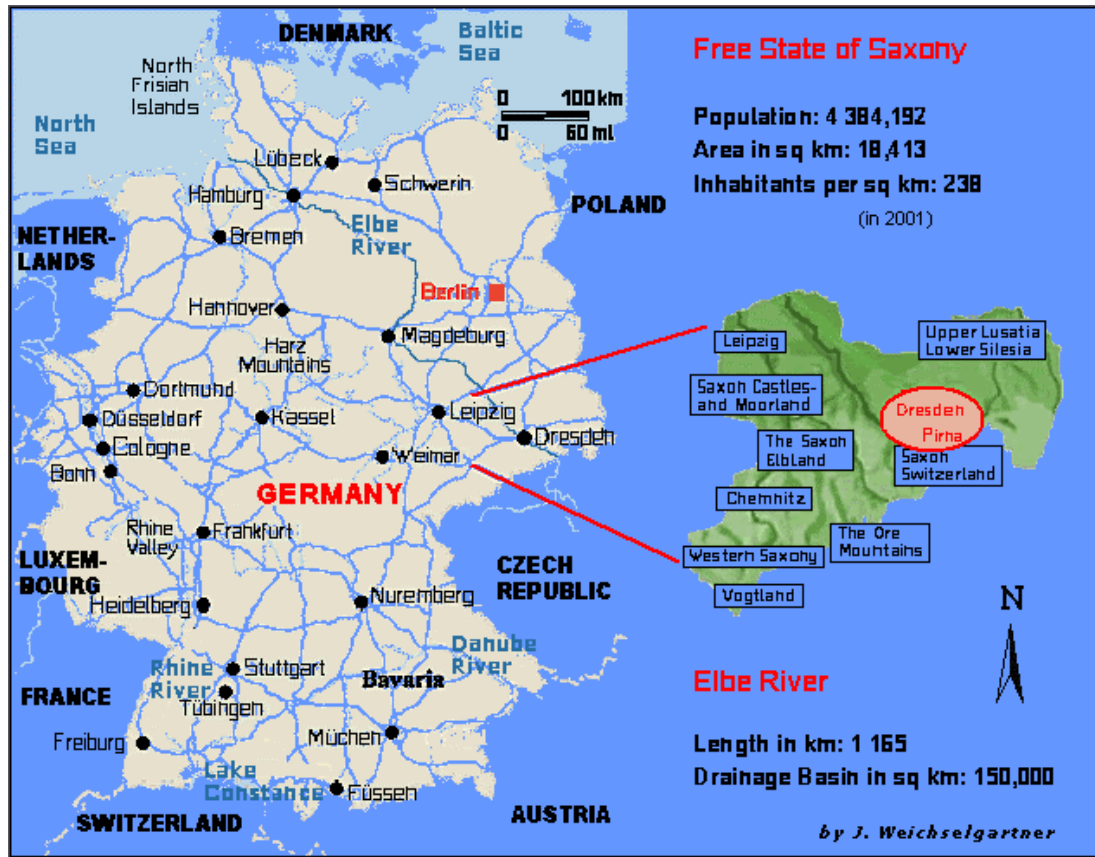 DENMARK
Baltic
Sea
North
Frisian
Islands
North
Sea
0 100 km
0 60 ml
Lübeck
Schwerin
Hamburg
POLAND
Elbe
River
NETHER-
LANDS
Bremen
Berlin
Hannover
Magdeburg
Harz
Mountains
Dortmund
Düsseldorf
Kassel
Leipzig
Cologne
Dresden
Weimar
Bonn
GERMANY
Rhine
Valley
Frankfurt
LUXEM-
BOURG
CZECH
REPUBLIC
Heidelberg
Nuremberg
Danube
River
Rhine
River
Stuttgart
Bavaria
Tübingen
FRANCE
Freiburg
Müchen
Lake
Constance
Füssen
SWITZERLAND
AUSTRIA
Free State of Saxony
Population: 4 384,192
Area in sq km: 18,413
Inhabitants per sq km: 238
(in 2001)
Leipzig
Upper Lusatia
Lower Silesia
Saxon Castles-
and Moorland
Dresden
Pirna
The Saxon
Elbland
Saxon
Switzerland
Chemnitz
The Ore
Mountains
Western Saxony
Vogtland
N
Elbe River
Length in km: 1 165
Drainage Basin in sq km: 150,000
by J. Weichselgartner